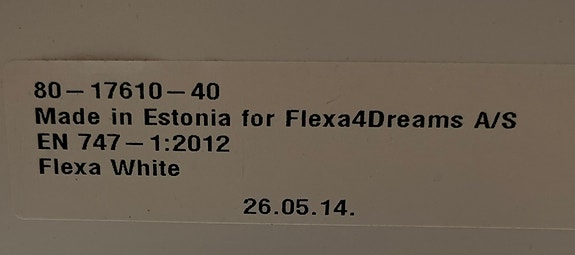 80-17610-40
Made in Estonia for Flexa4Dreams A/S
EN 747-1:2012
Flexa White
26.05.14.